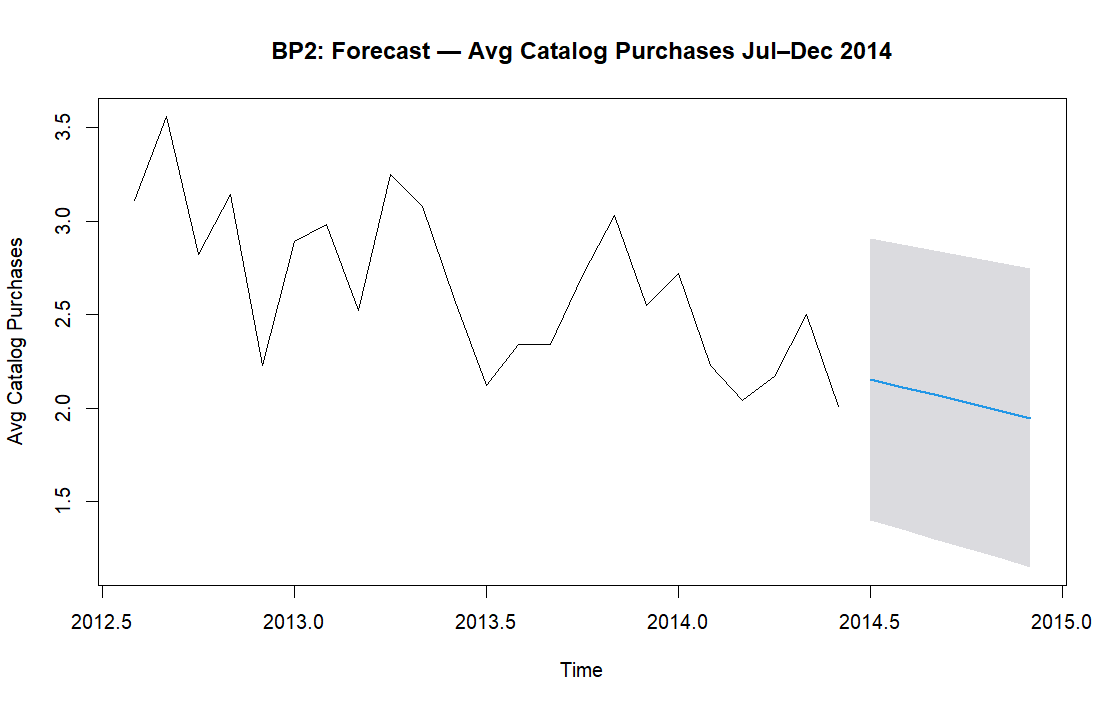 BP2: Forecast — Avg Catalog Purchases Jul–Dec 2014
Avg Catalog Purchases
3.5
3.0
2.5
2.0
1.5
2012.5 2013.0 2013.5 2014.0 2014.5 2015.0
Time